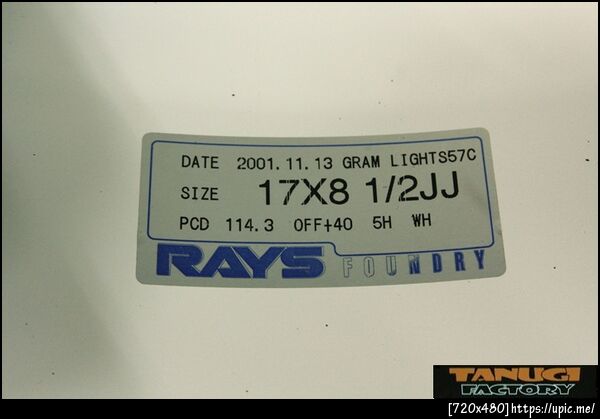 DATE 2001.11.13 GRAM LIGHTS57C
SIZE 17X8 1/2JJ
PCD 114.3 OFF+40 5H WH
RAYS FOUNDRY
TANUGI
FACTORY
[720x480]https://upic.me/